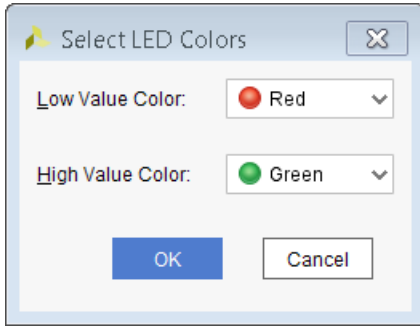 Select LED Colors
Low Value Color: Red
High Value Color: Green
OK Cancel